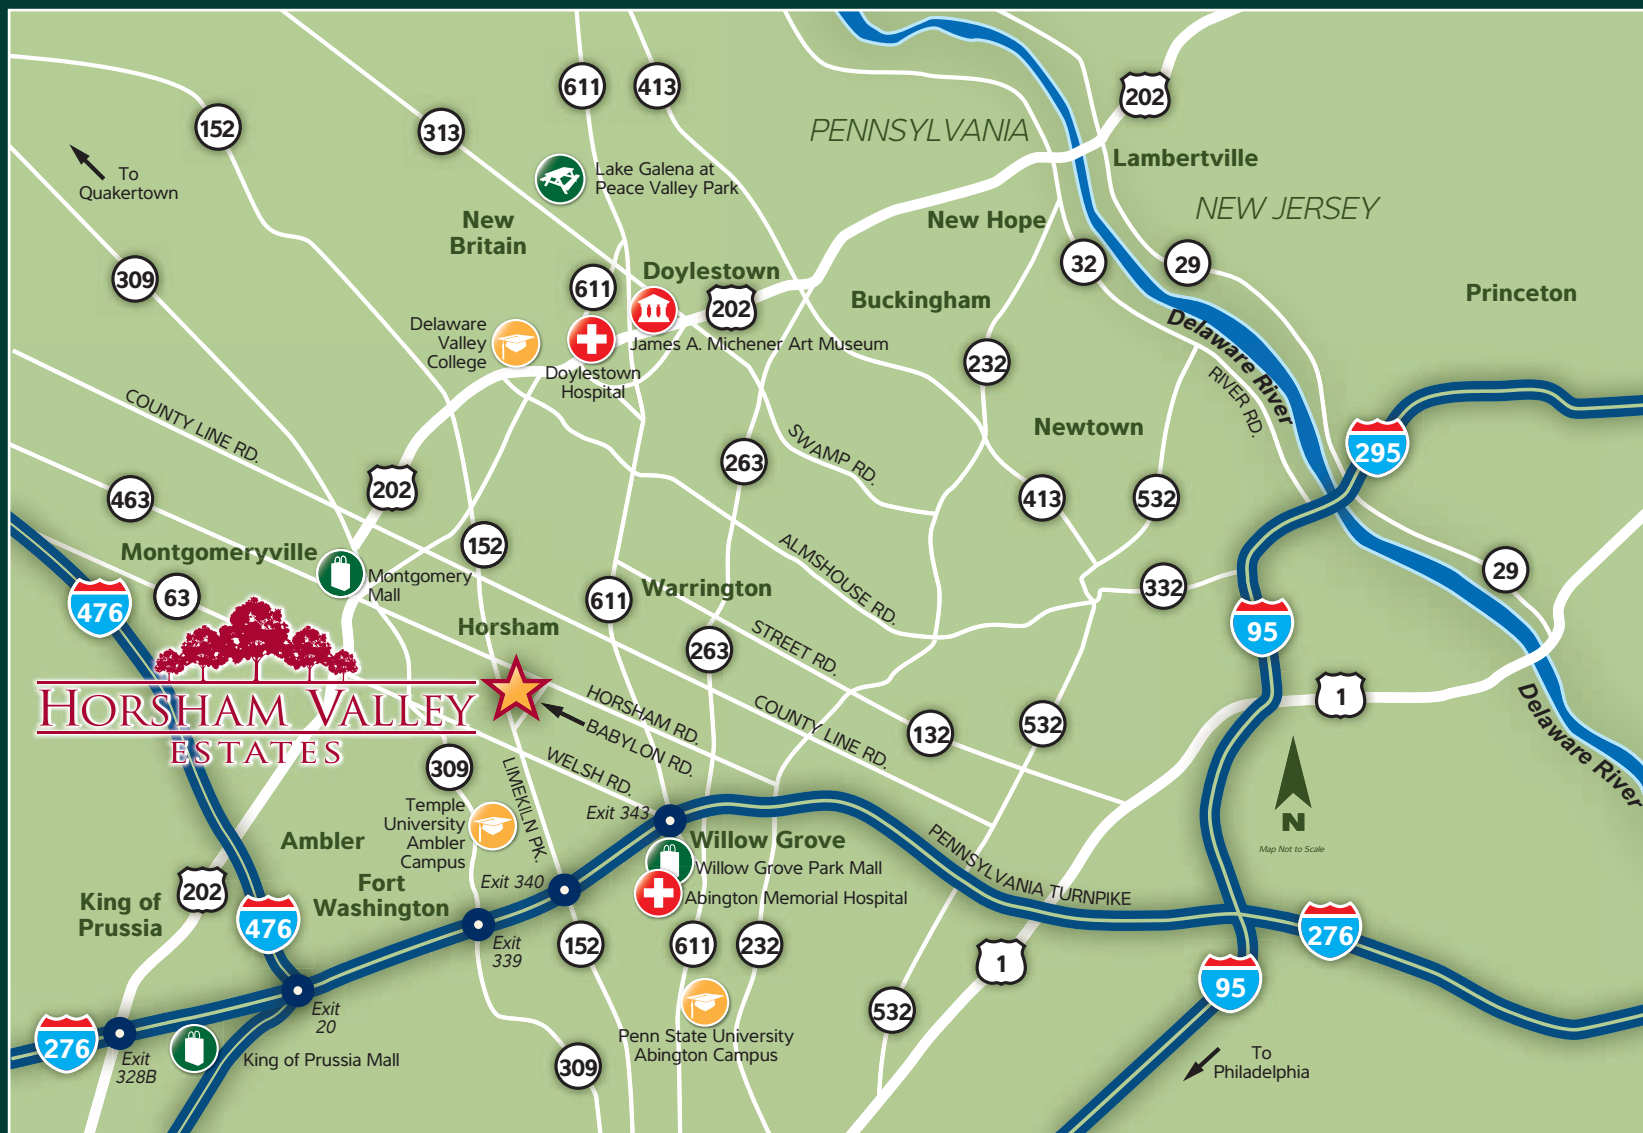 611
413
202
152
313
PENNSYLVANIA
Lambertville
To
Quakertown
Lake Galena at
Peace Valley Park
NEW JERSEY
New
Britain
New Hope
309
611
Doylestown
32
29
202
Buckingham
Princeton
Delaware
Valley
College
James A. Michener Art Museum
Delaware River
Doylestown
Hospital
232
RIVER RD.
COUNTY LINE RD.
Newtown
295
SWAMP RD.
263
202
463
413
532
Montgomeryville
152
ALMSHOUSE RD.
Montgomery
Mall
476
63
611
Warrington
332
29
Horsham
95
STREET RD.
263
HORSHAM VALLEY
ESTATES
HORSHAM RD.
BABYLON RD.
COUNTY LINE RD.
1
Delaware River
132
532
WELSH RD.
309
LIMEKILN PK.
Temple
University
Ambler
Campus
Exit 343
N
Map Not to Scale
Ambler
Willow Grove
Willow Grove Park Mall
PENNSYLVANIA TURNPIKE
Exit 340
Fort
Washington
Abington Memorial Hospital
202
King of
Prussia
476
Exit
339
152
611
232
276
1
95
Exit
20
532
Penn State University
Abington Campus
276
Exit
328B
King of Prussia Mall
309
To
Philadelphia